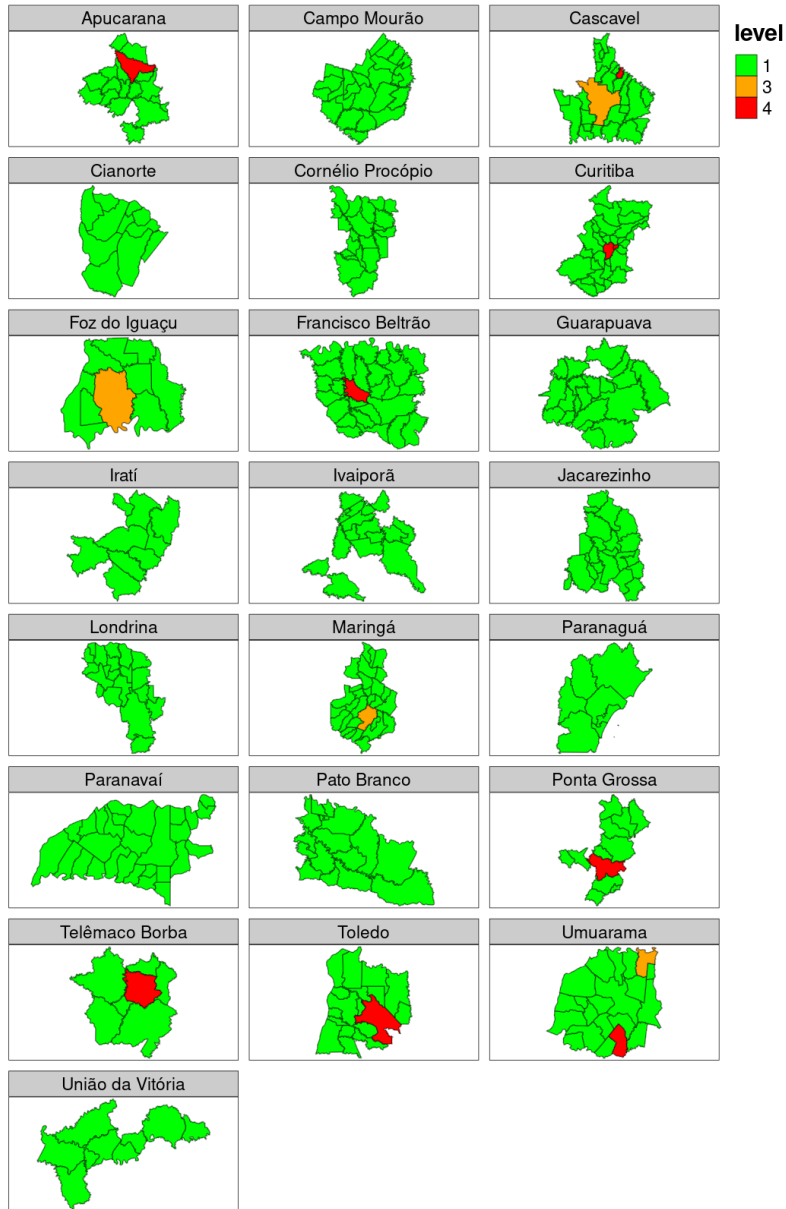 Apucarana
Campo Mourão
Cascavel
level
1
3
4
Cianorte
Cornélio Procópio
Curitiba
Foz do Iguaçu
Francisco Beltrão
Guarapuava
Iratí
Ivaiporã
Jacarezinho
Londrina
Maringá
Paranaguá
Paranavaí
Pato Branco
Ponta Grossa
Telêmaco Borba
Toledo
Umuarama
União da Vitória